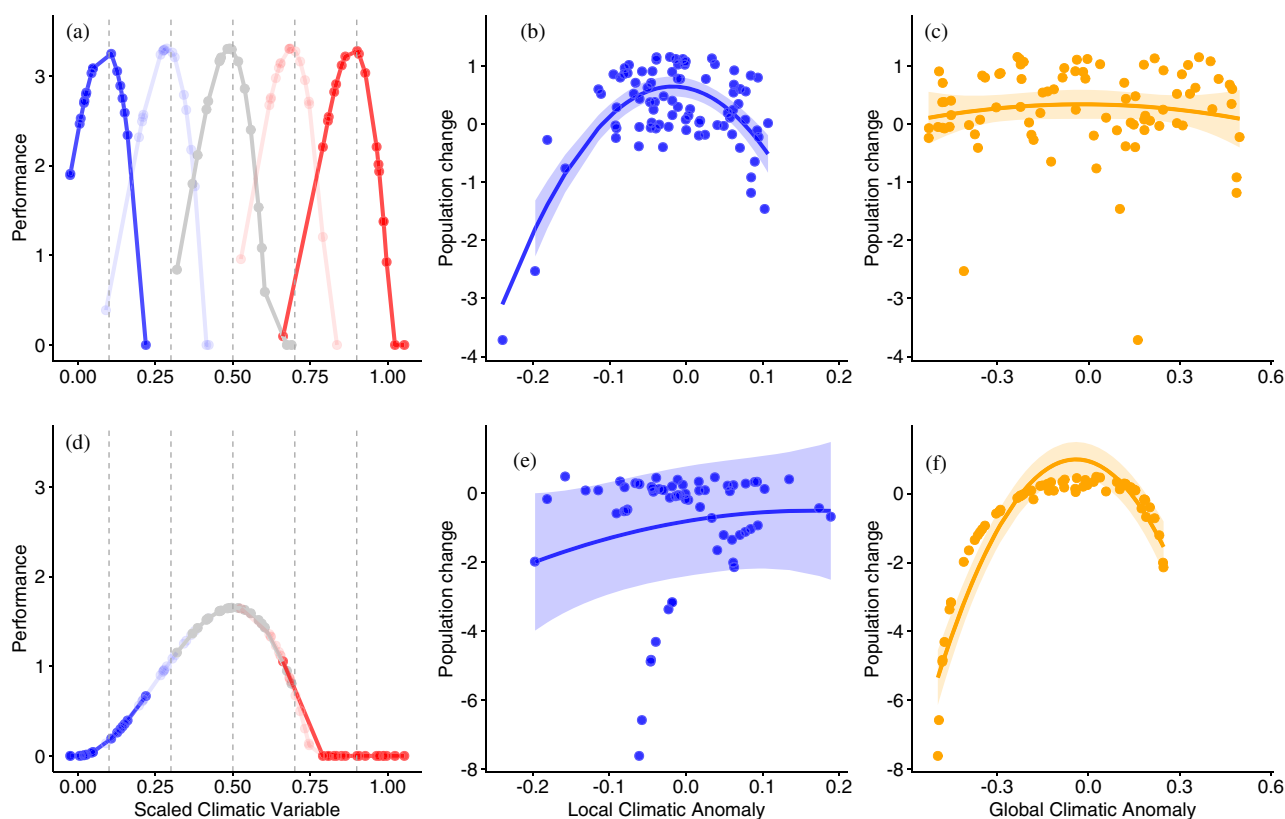 (a)
(b)
(c)
Performance
3
2
1
0
0.00 0.25 0.50 0.75 1.00
Population change
1
0
-1
-2
-3
-4
-0.2 -0.1 0.0 0.1 0.2
Population change
1
0
-1
-2
-3
-4
-0.3 0.0 0.3 0.6
(d)
(e)
(f)
Performance
3
2
1
0
0.00 0.25 0.50 0.75 1.00
Scaled Climatic Variable
Population change
0
-2
-4
-6
-8
-0.2 -0.1 0.0 0.1 0.2
Local Climatic Anomaly
Population change
0
-2
-4
-6
-8
-0.3 0.0 0.3 0.6
Global Climatic Anomaly